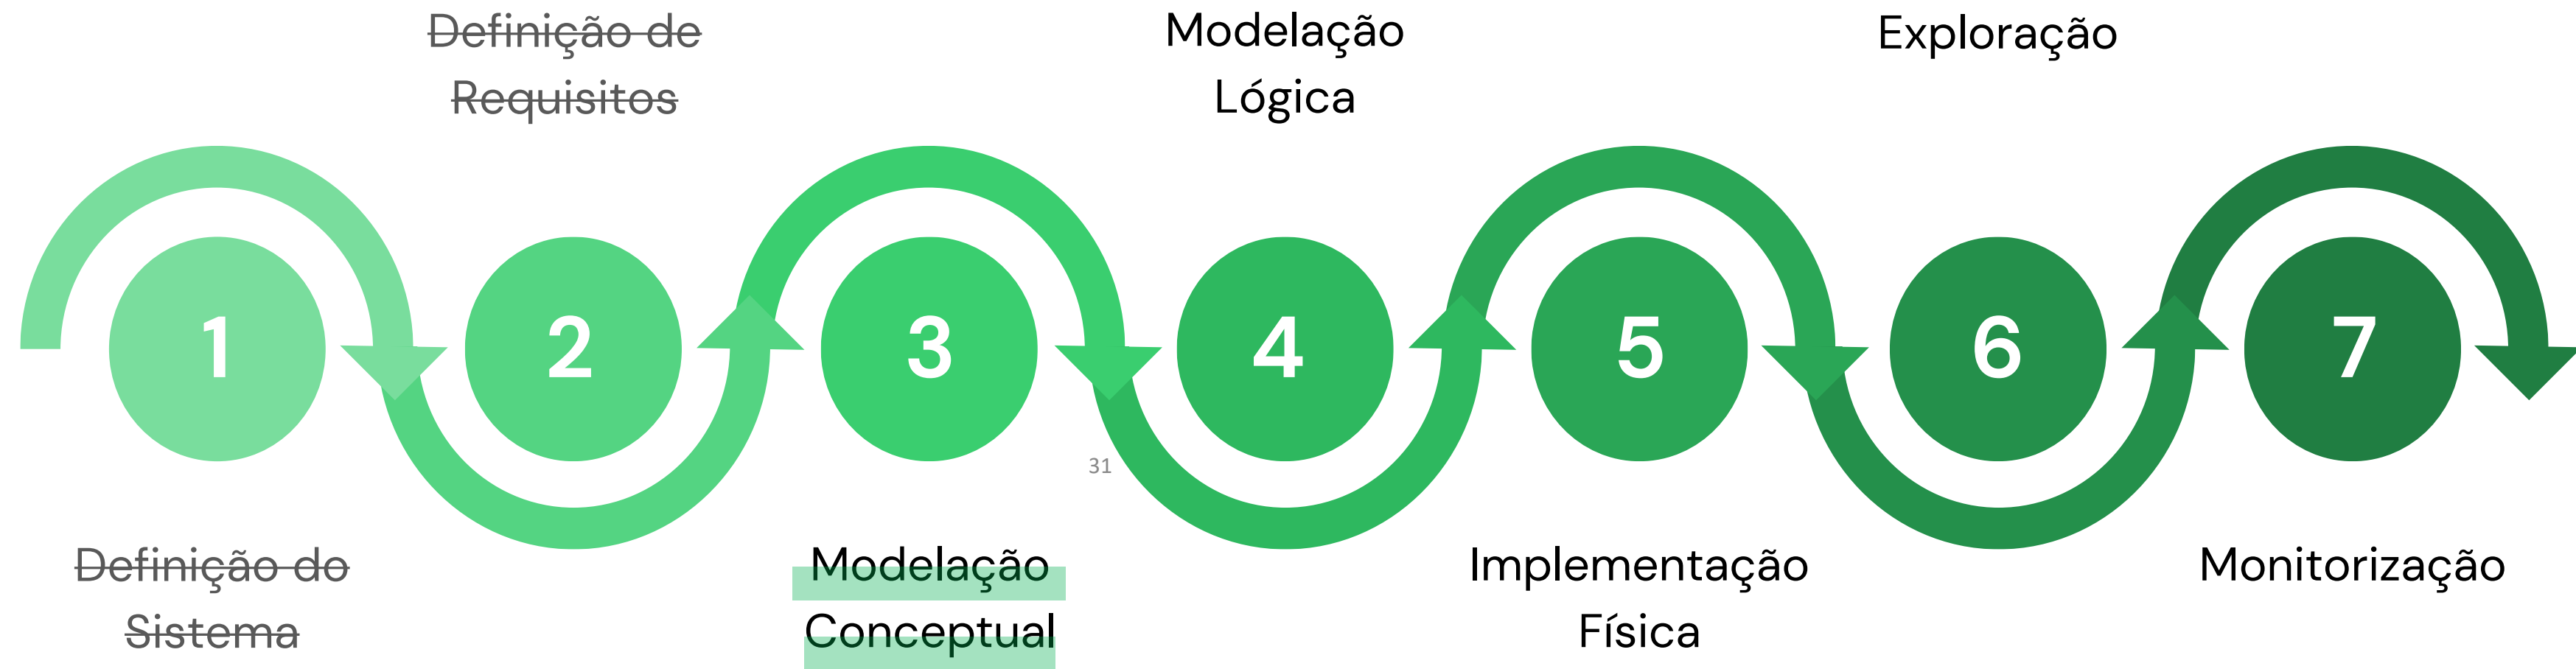 Definição de
Requisitos
Modelação
Lógica
Exploração
1
2
3
4
5
6
7
31
Definição do
Sistema
Modelação
Conceptual
Implementação
Física
Monitorização